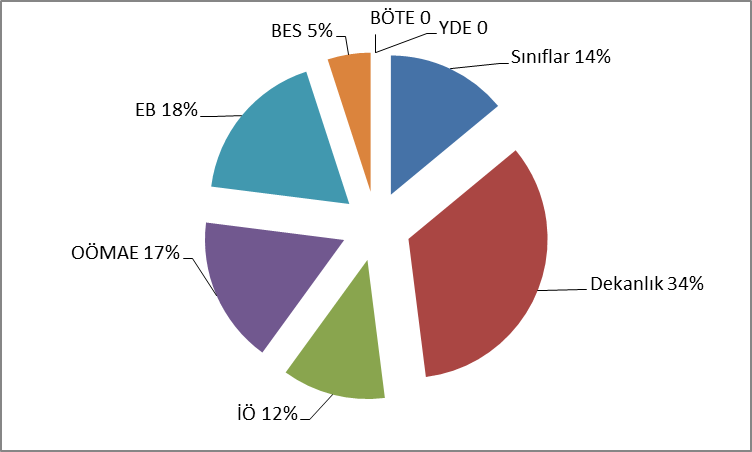 BÖTE 0
YDE 0
BES 5%
Sınıflar 14%
EB 18%
OÖMAE 17%
Dekanlık 34%
İÖ 12%